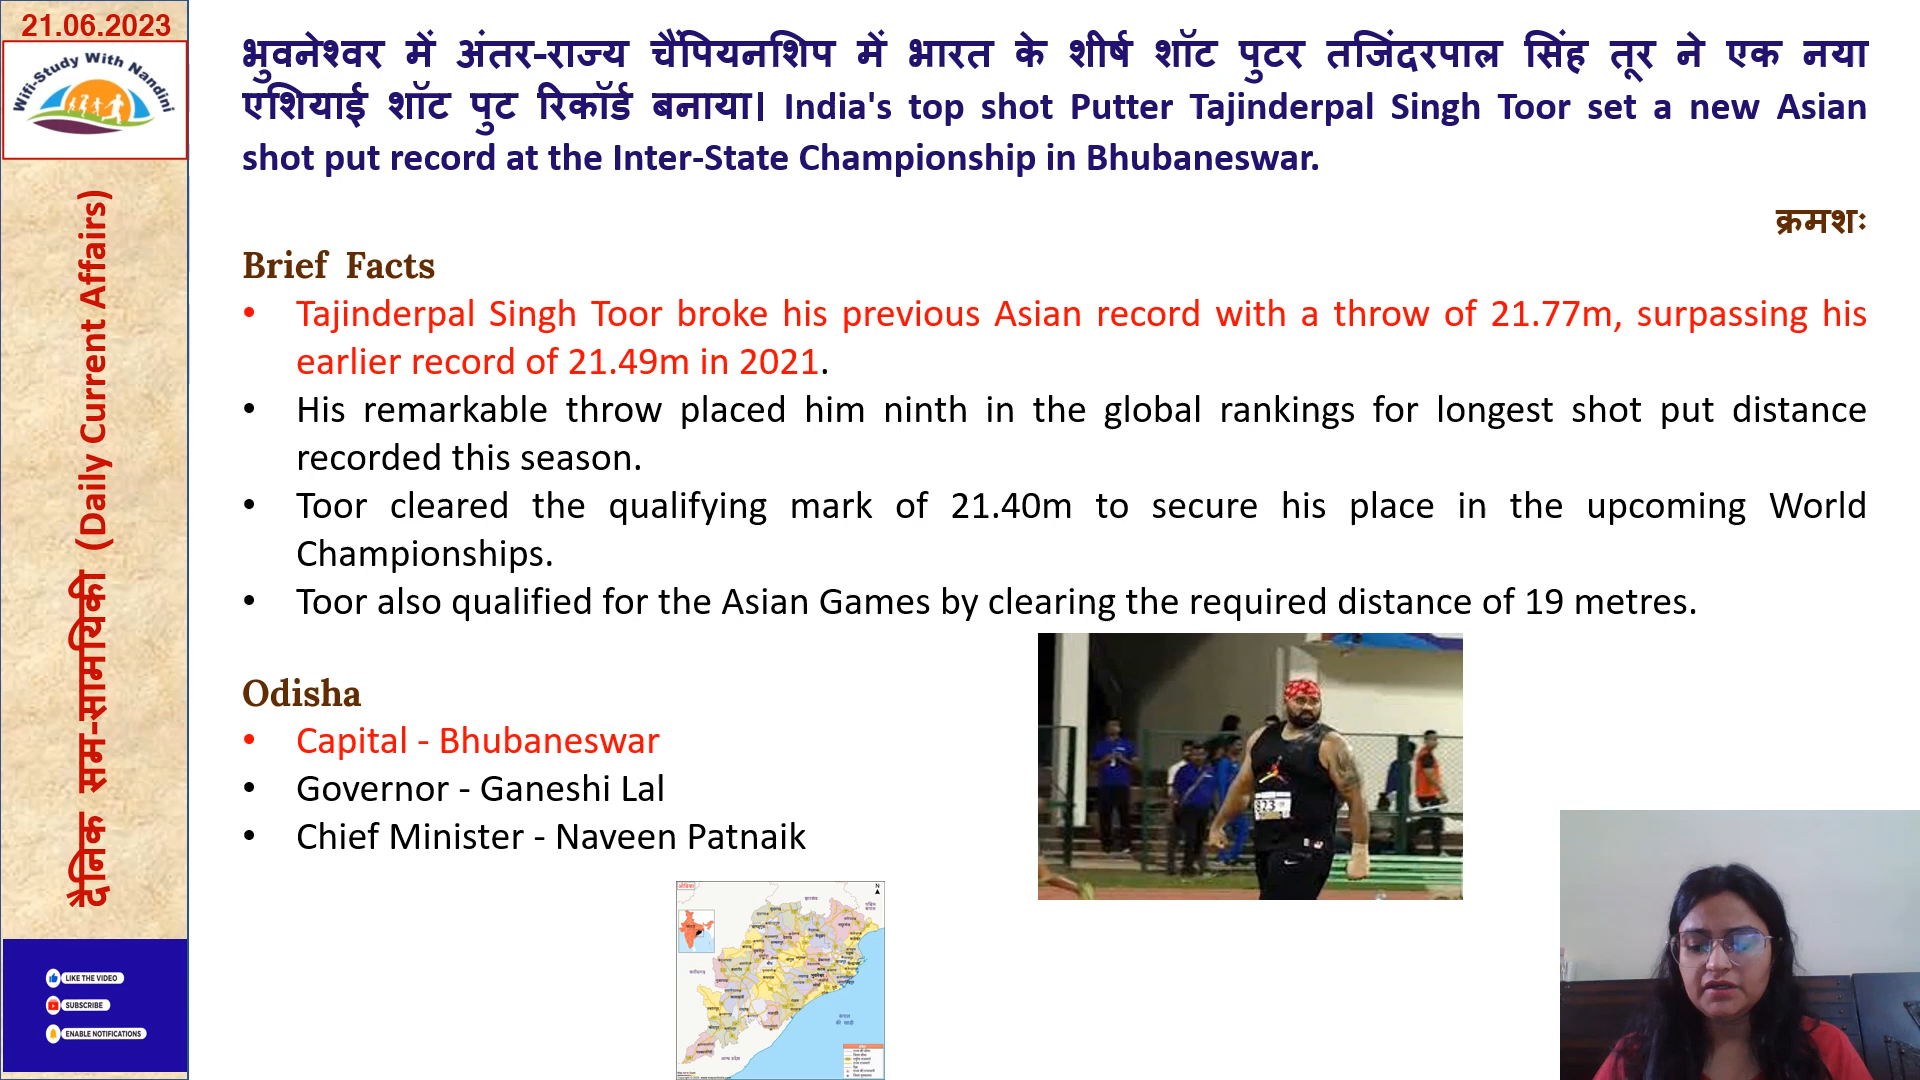 21.06.2023
Wifi-Study With Nandini
दैनिक सम-सामयिकी (Daily Current Affairs)
LIKE THE VIDEO
SUBSCRIBE
ENABLE NOTIFICATIONS
भुवनेश्वर में अंतर-राज्य चैंपियनशिप में भारत के शीर्ष शॉट पुटर तजिंदरपाल सिंह तूर ने एक नया
एशियाई शॉट पुट रिकॉर्ड बनाया। India's top shot Putter Tajinderpal Singh Toor set a new Asian
shot put record at the Inter-State Championship in Bhubaneswar.
क्रमशः
Brief Facts
• Tajinderpal Singh Toor broke his previous Asian record with a throw of 21.77m, surpassing his
earlier record of 21.49m in 2021.
• His remarkable throw placed him ninth in the global rankings for longest shot put distance
recorded this season.
• Toor cleared the qualifying mark of 21.40m to secure his place in the upcoming World
Championships.
• Toor also qualified for the Asian Games by clearing the required distance of 19 metres.
Odisha
• Capital - Bhubaneswar
• Governor - Ganeshi Lal
• Chief Minister - Naveen Patnaik
823
N